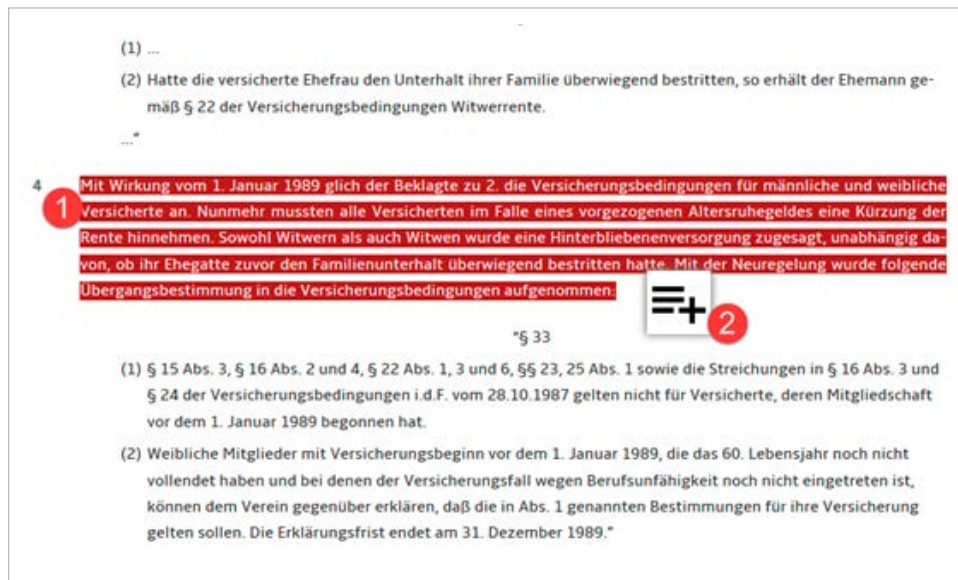 (1) ...
(2) Hatte die versicherte Ehefrau den Unterhalt ihrer Familie überwiegend bestritten, so erhält der Ehemann ge-
mäß § 22 der Versicherungsbedingungen Witwerrente.
..."
4 Mit Wirkung vom 1. Januar 1989 glich der Beklagte zu 2. die Versicherungsbedingungen für männliche und weibliche
1 Versicherte an. Nunmehr mussten alle Versicherten im Falle eines vorgezogenen Altersruhegeldes eine Kürzung der
Rente hinnehmen. Sowohl Witwern als auch Witwen wurde eine Hinterbliebenenversorgung zugesagt, unabhängig da-
von, ob ihr Ehegatte zuvor den Familienunterhalt überwiegend bestritten hatte. Mit der Neuregelung wurde folgende
Übergangsbestimmung in die Versicherungsbedingungen aufgenommen:
2
"§ 33
(1) § 15 Abs. 3, § 16 Abs. 2 und 4, § 22 Abs. 1, 3 und 6, §§ 23, 25 Abs. 1 sowie die Streichungen in § 16 Abs. 3 und
§ 24 der Versicherungsbedingungen i.d.F. vom 28.10.1987 gelten nicht für Versicherte, deren Mitgliedschaft
vor dem 1. Januar 1989 begonnen hat.
(2) Weibliche Mitglieder mit Versicherungsbeginn vor dem 1. Januar 1989, die das 60. Lebensjahr noch nicht
vollendet haben und bei denen der Versicherungsfall wegen Berufsunfähigkeit noch nicht eingetreten ist,
können dem Verein gegenüber erklären, daß die in Abs. 1 genannten Bestimmungen für ihre Versicherung
gelten sollen. Die Erklärungsfrist endet am 31. Dezember 1989."